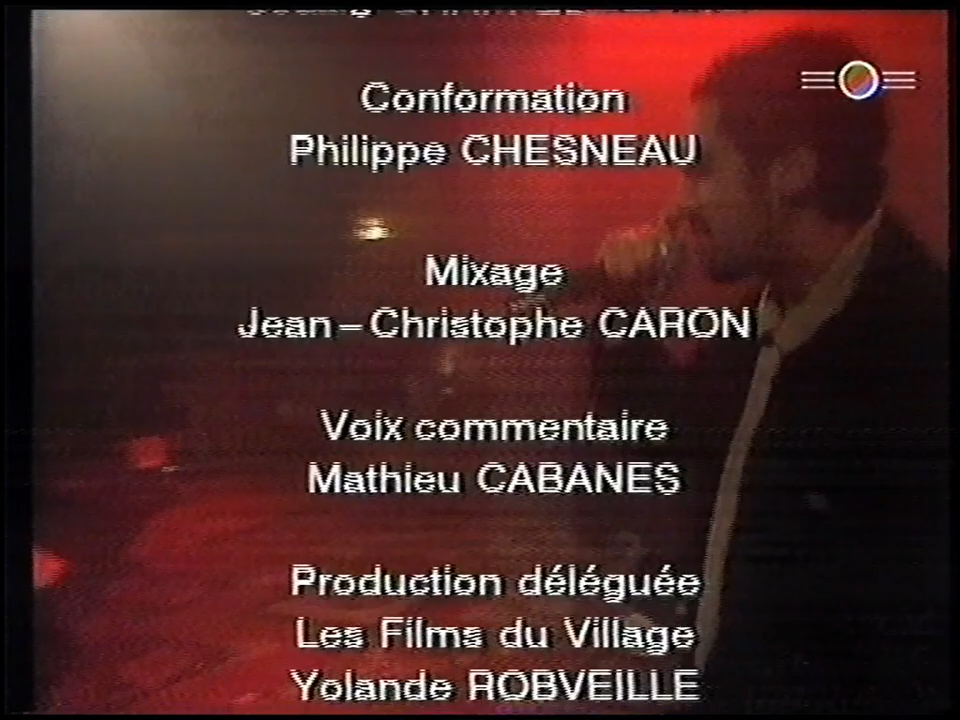 Conformation
Philippe CHESNEAU
Mixage
Jean-Christophe CARON
Voix commentaire
Mathieu CABANES
Production déléguée
Les Films du Village
Yolande ROBVEILLE